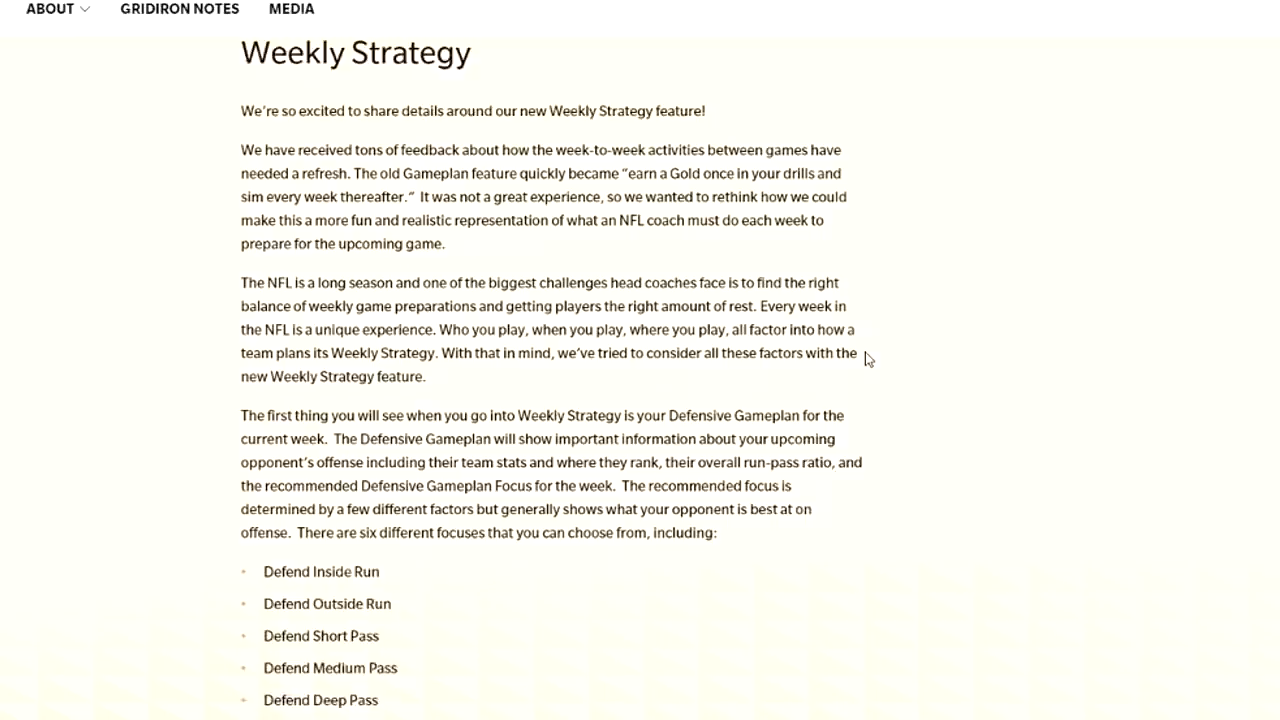 ABOUT
GRIDIRON NOTES
MEDIA
Weekly Strategy
We're so excited to share details around our new Weekly Strategy feature!
We have received tons of feedback about how the week-to-week activities between games have
needed a refresh. The old Gameplan feature quickly became “earn a Gold once in your drills and
sim every week thereafter.” It was not a great experience, so we wanted to rethink how we could
make this a more fun and realistic representation of what an NFL coach must do each week to
prepare for the upcoming game.
The NFL is a long season and one of the biggest challenges head coaches face is to find the right
balance of weekly game preparations and getting players the right amount of rest. Every week in
the NFL is a unique experience. Who you play, when you play, where you play, all factor into how a
team plans its Weekly Strategy. With that in mind, we've tried to consider all these factors with the
new Weekly Strategy feature.
The first thing you will see when you go into Weekly Strategy is your Defensive Gameplan for the
current week.  The Defensive Gameplan will show important information about your upcoming
opponent's offense including their team stats and where they rank, their overall run-pass ratio, and
the recommended Defensive Gameplan Focus for the week.  The recommended focus is
determined by a few different factors but generally shows what your opponent is best at on
offense.  There are six different focuses that you can choose from, including:
Defend Inside Run
Defend Outside Run
Defend Short Pass
Defend Medium Pass
Defend Deep Pass